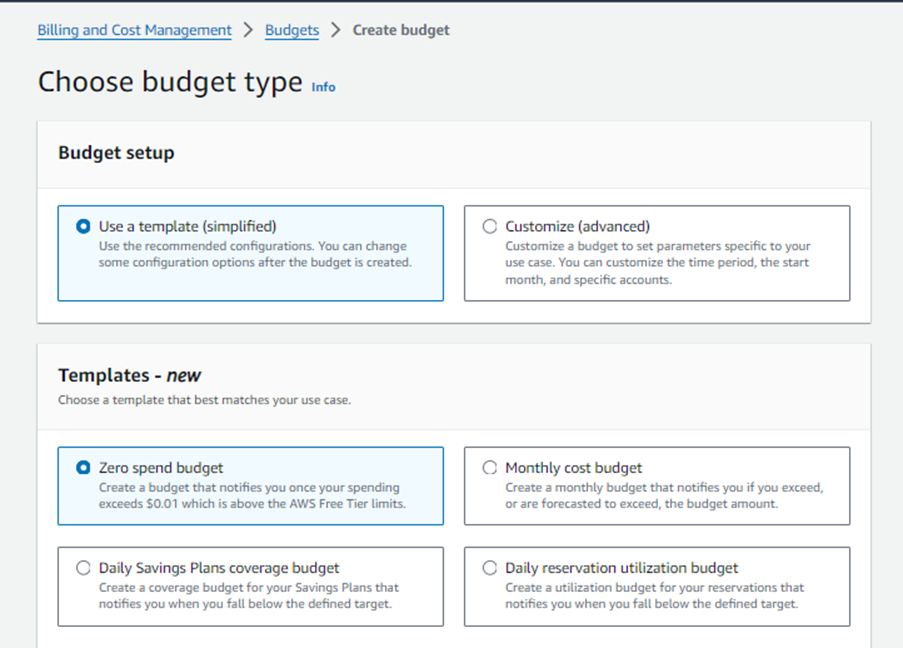 Billing and Cost Management > Budgets > Create budget
Choose budget type Info
Budget setup
Use a template (simplified)
Use the recommended configurations. You can change
some configuration options after the budget is created.
Customize (advanced)
Customize a budget to set parameters specific to your
use case. You can customize the time period, the start
month, and specific accounts.
Templates - new
Choose a template that best matches your use case.
Zero spend budget
Create a budget that notifies you once your spending
exceeds $0.01 which is above the AWS Free Tier limits.
Monthly cost budget
Create a monthly budget that notifies you if you exceed,
or are forecasted to exceed, the budget amount.
Daily Savings Plans coverage budget
Create a coverage budget for your Savings Plans that
notifies you when you fall below the defined target.
Daily reservation utilization budget
Create a utilization budget for your reservations that
notifies you when you fall below the defined target.